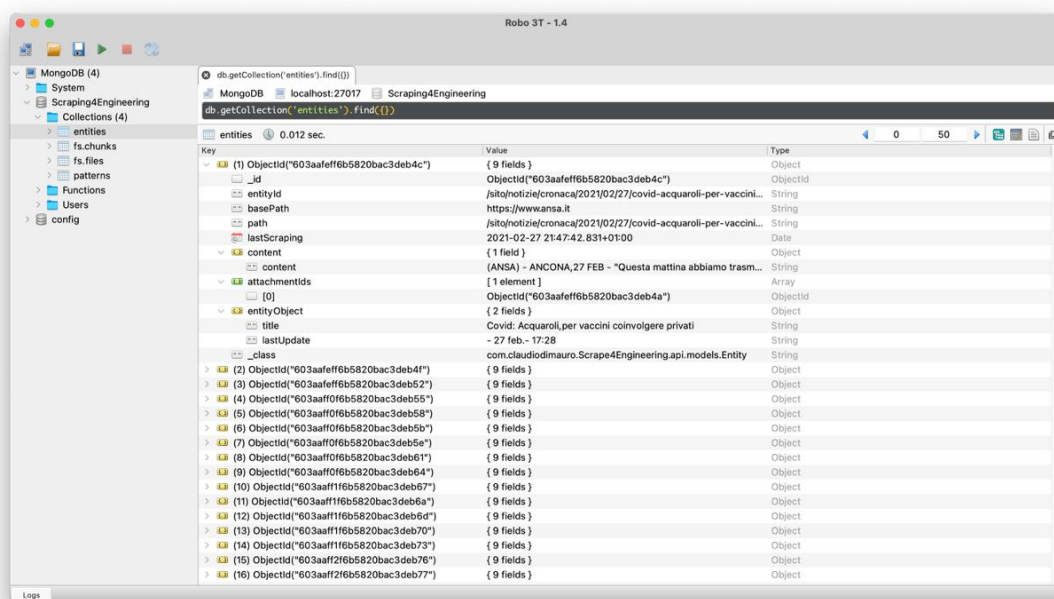 Robo 3T - 1.4
MongoDB (4)
System
Scraping4Engineering
Collections (4)
entities
fs.chunks
fs.files
patterns
Functions
Users
config
db.getCollection('entities').find({})
MongoDB localhost:27017 Scraping4Engineering
db.getCollection('entities').find({})
entities 0.012 sec. 0 50
Key Value Type
(1) ObjectId("603aafeff6b5820bac3deb4c") { 9 fields } Object
_id ObjectId("603aafeff6b5820bac3deb4c") ObjectId
entityId /sito/notizie/cronaca/2021/02/27/covid-acquaroli-per-vaccini... String
basePath https://www.ansa.it String
path /sito/notizie/cronaca/2021/02/27/covid-acquaroli-per-vaccini... String
lastScraping 2021-02-27 21:47:42.831+01:00 Date
content { 1 field } Object
content (ANSA) - ANCONA,27 FEB - "Questa mattina abbiamo trasm... String
attachmentIds [ 1 element ] Array
[0] ObjectId("603aafeff6b5820bac3deb4a") ObjectId
entityObject { 2 fields } Object
title Covid: Acquaroli,per vaccini coinvolgere privati String
lastUpdate - 27 feb.- 17:28 String
_class com.claudiodimauro.Scrape4Engineering.api.models.Entity String
(2) ObjectId("603aafeff6b5820bac3deb4f") { 9 fields } Object
(3) ObjectId("603aafeff6b5820bac3deb52") { 9 fields } Object
(4) ObjectId("603aaff0f6b5820bac3deb55") { 9 fields } Object
(5) ObjectId("603aaff0f6b5820bac3deb58") { 9 fields } Object
(6) ObjectId("603aaff0f6b5820bac3deb5b") { 9 fields } Object
(7) ObjectId("603aaff0f6b5820bac3deb5e") { 9 fields } Object
(8) ObjectId("603aaff0f6b5820bac3deb61") { 9 fields } Object
(9) ObjectId("603aaff0f6b5820bac3deb64") { 9 fields } Object
(10) ObjectId("603aaff1f6b5820bac3deb67") { 9 fields } Object
(11) ObjectId("603aaff1f6b5820bac3deb6a") { 9 fields } Object
(12) ObjectId("603aaff1f6b5820bac3deb6d") { 9 fields } Object
(13) ObjectId("603aaff1f6b5820bac3deb70") { 9 fields } Object
(14) ObjectId("603aaff1f6b5820bac3deb73") { 9 fields } Object
(15) ObjectId("603aaff2f6b5820bac3deb76") { 9 fields } Object
(16) ObjectId("603aaff2f6b5820bac3deb77") { 9 fields } Object
Logs